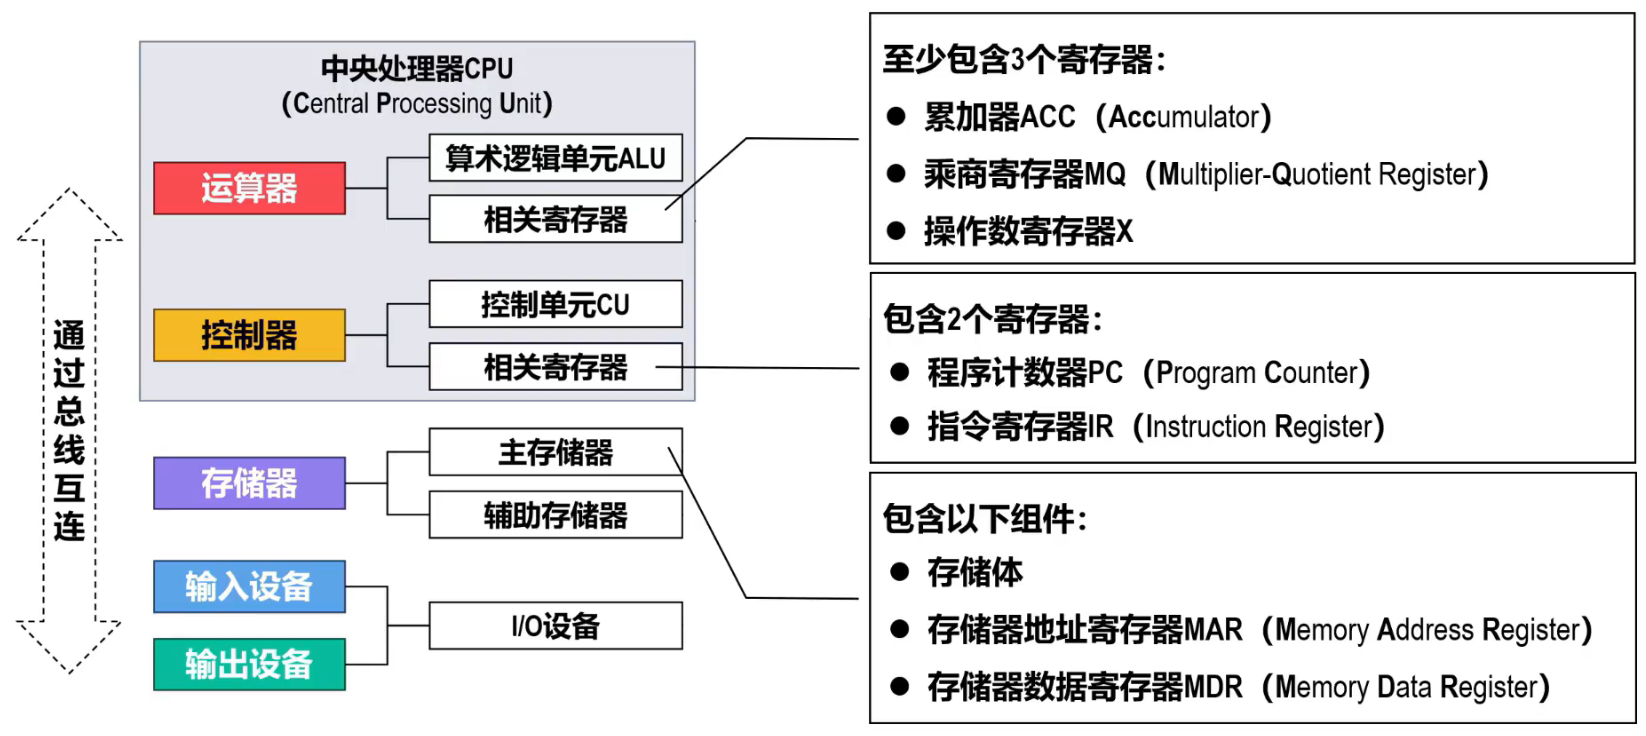 中央处理器CPU
（Central Processing Unit）
运算器
算术逻辑单元ALU
相关寄存器
控制器
控制单元CU
相关寄存器
存储器
主存储器
辅助存储器
输入设备
输出设备
I/O设备
通过总线互连
至少包含3个寄存器：
● 累加器ACC（Accumulator）
● 乘商寄存器MQ（Multiplier-Quotient Register）
● 操作数寄存器X
包含2个寄存器：
● 程序计数器PC（Program Counter）
● 指令寄存器IR（Instruction Register）
包含以下组件：
● 存储体
● 存储器地址寄存器MAR（Memory Address Register）
● 存储器数据寄存器MDR（Memory Data Register）